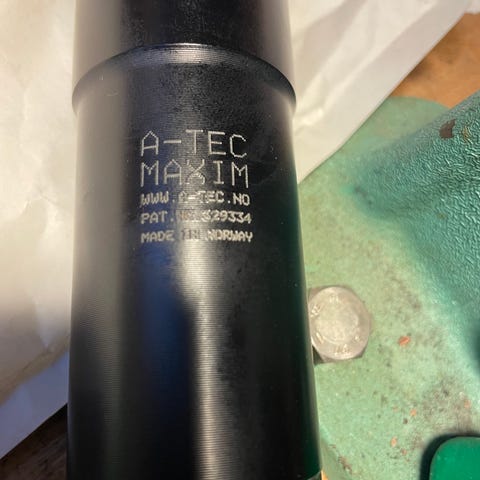 A-TEC
MAXIM
WWW.A-TEC.NO
PAT.NO.329334
MADE IN NORWAY